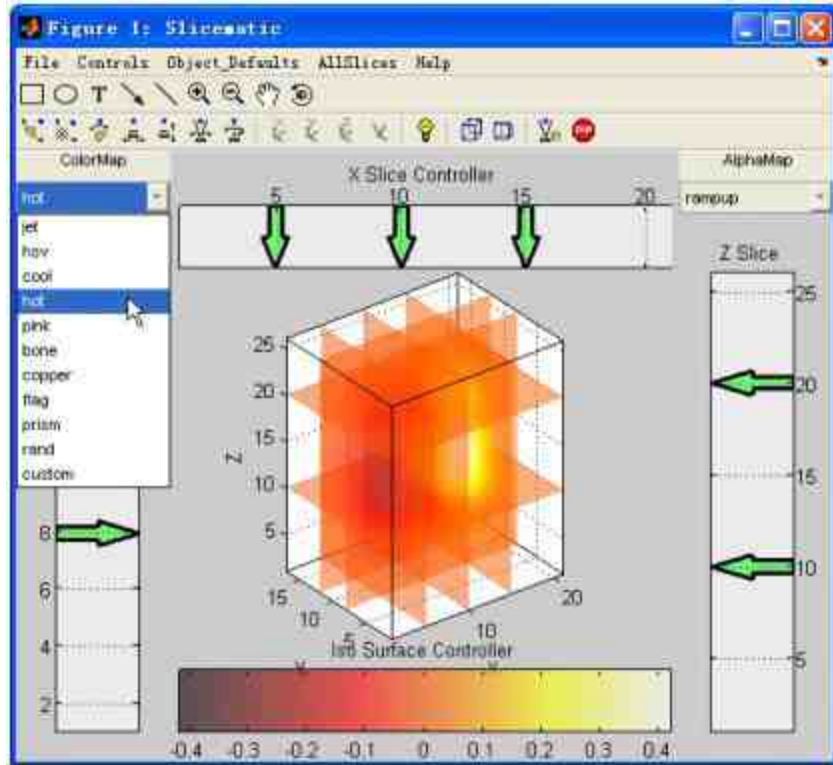 Figure 1: Slicematic
File Controls Object_Defaults AllSlices Help
T
ColorMap
AlphaMap
X Slice Controller
hot
rampup
5 10 15 20
jet
hsv
cool
hot
pink
bone
copper
flag
prism
rand
custom
Z Slice
25
20
15
10
5
8
6
4
2
25
20
15
10
5
Z
15
10
5
20
10
X
Iso Surface Controller
-0.4 -0.3 -0.2 -0.1 0 0.1 0.2 0.3 0.4